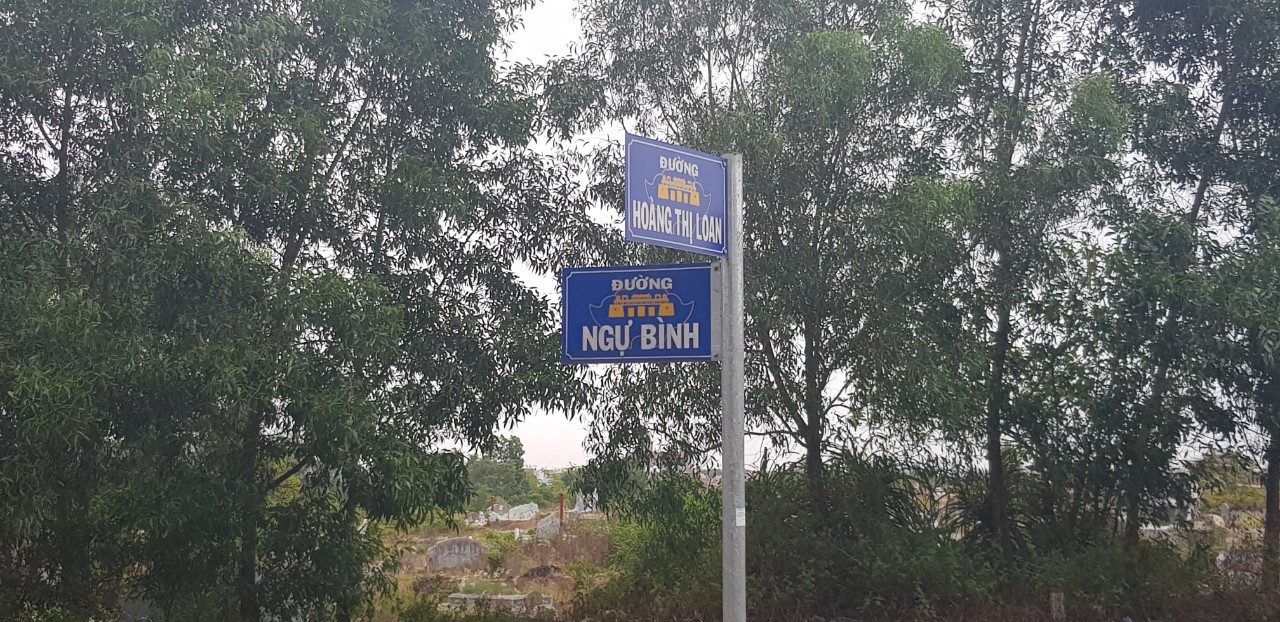 ĐƯỜNG
HOÀNG THỊ LOAN
ĐƯỜNG
NGỰ BÌNH